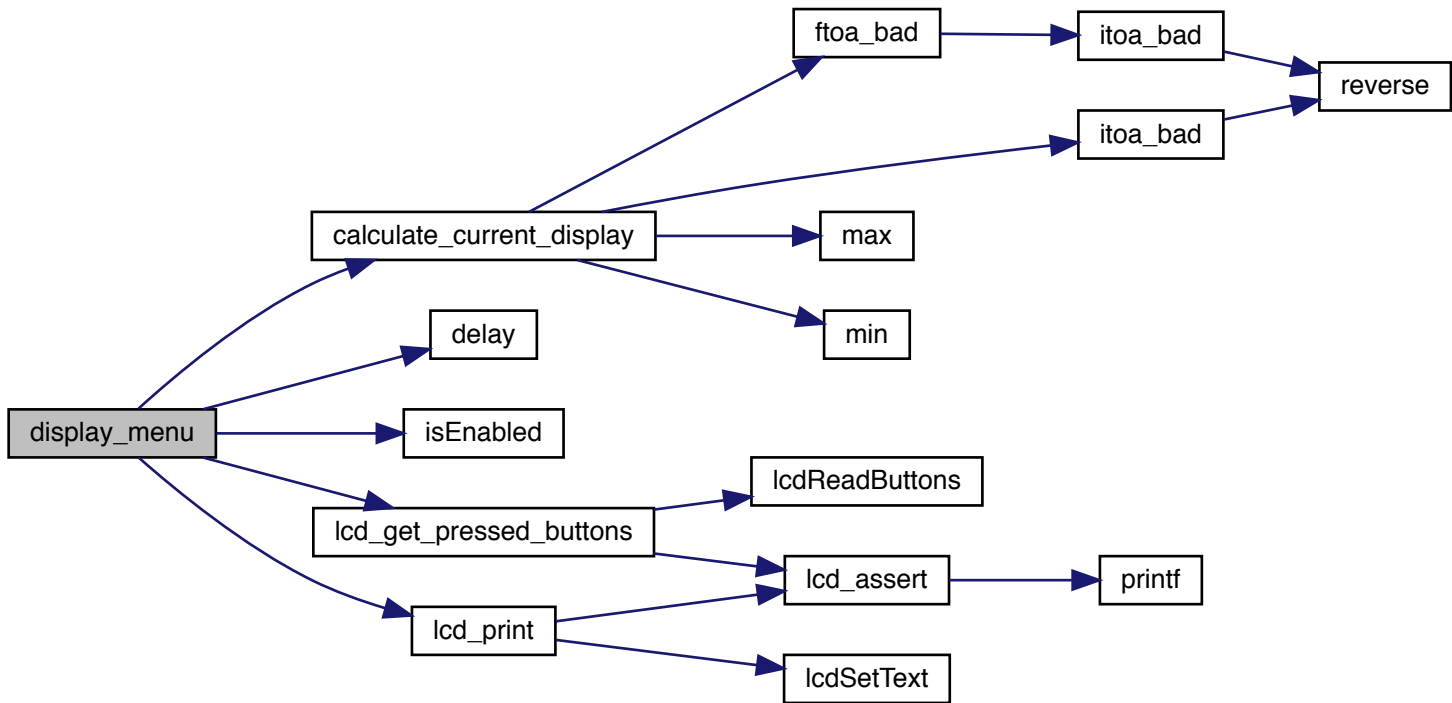 ftoa_bad
itoa_bad
reverse
itoa_bad
calculate_current_display
max
min
delay
display_menu
isEnabled
lcdReadButtons
lcd_get_pressed_buttons
lcd_assert
printf
lcd_print
lcdSetText